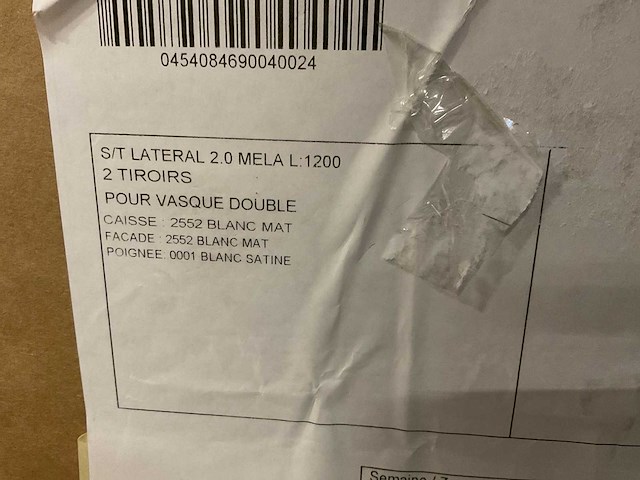 0454084690040024
S/T LATERAL 2.0 MELA L:1200
2 TIROIRS
POUR VASQUE DOUBLE
CAISSE : 2552 BLANC MAT
FACADE : 2552 BLANC MAT
POIGNEE: 0001 BLANC SATINE
Semaine /